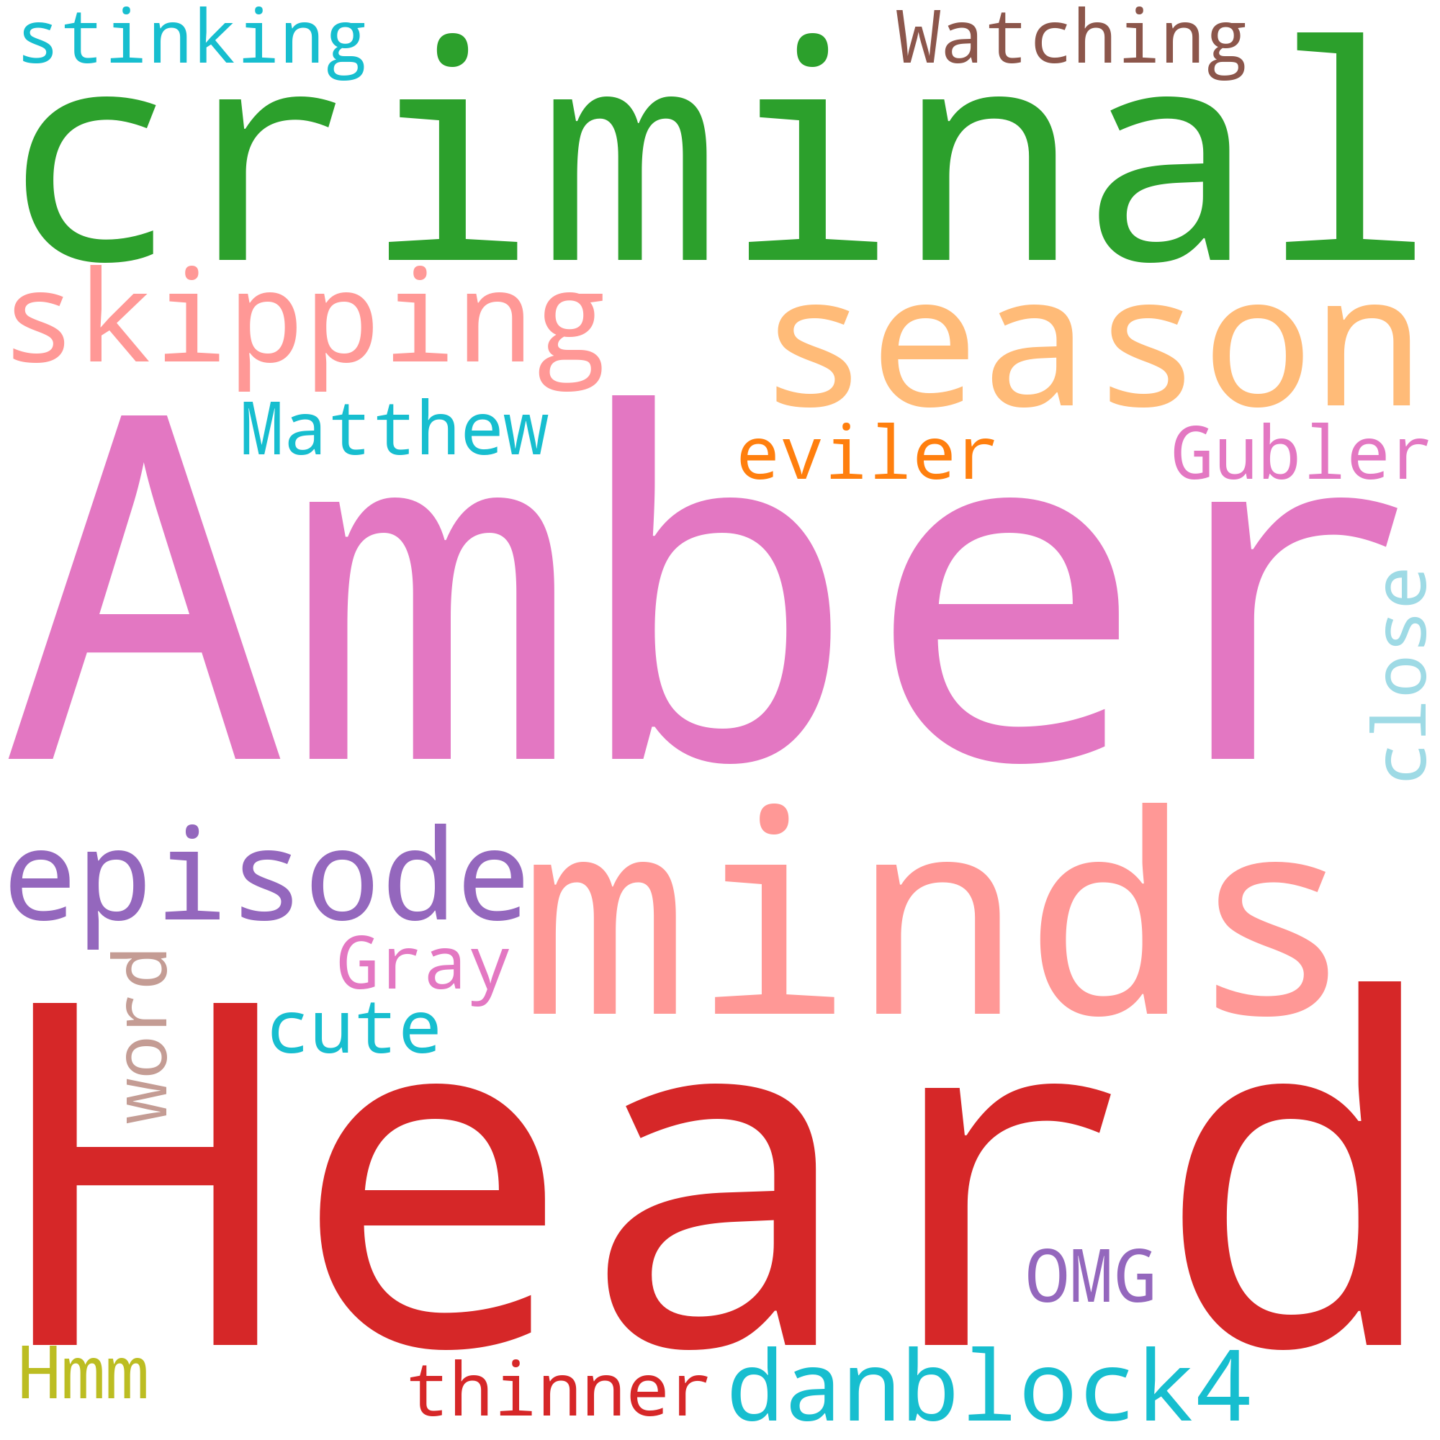 stinking
Watching
criminal
skipping
season
Matthew
eviler
Gubler
Amber
close
episode
minds
Gray
word
cute
Heard
OMG
Hmm
thinner
danblock4